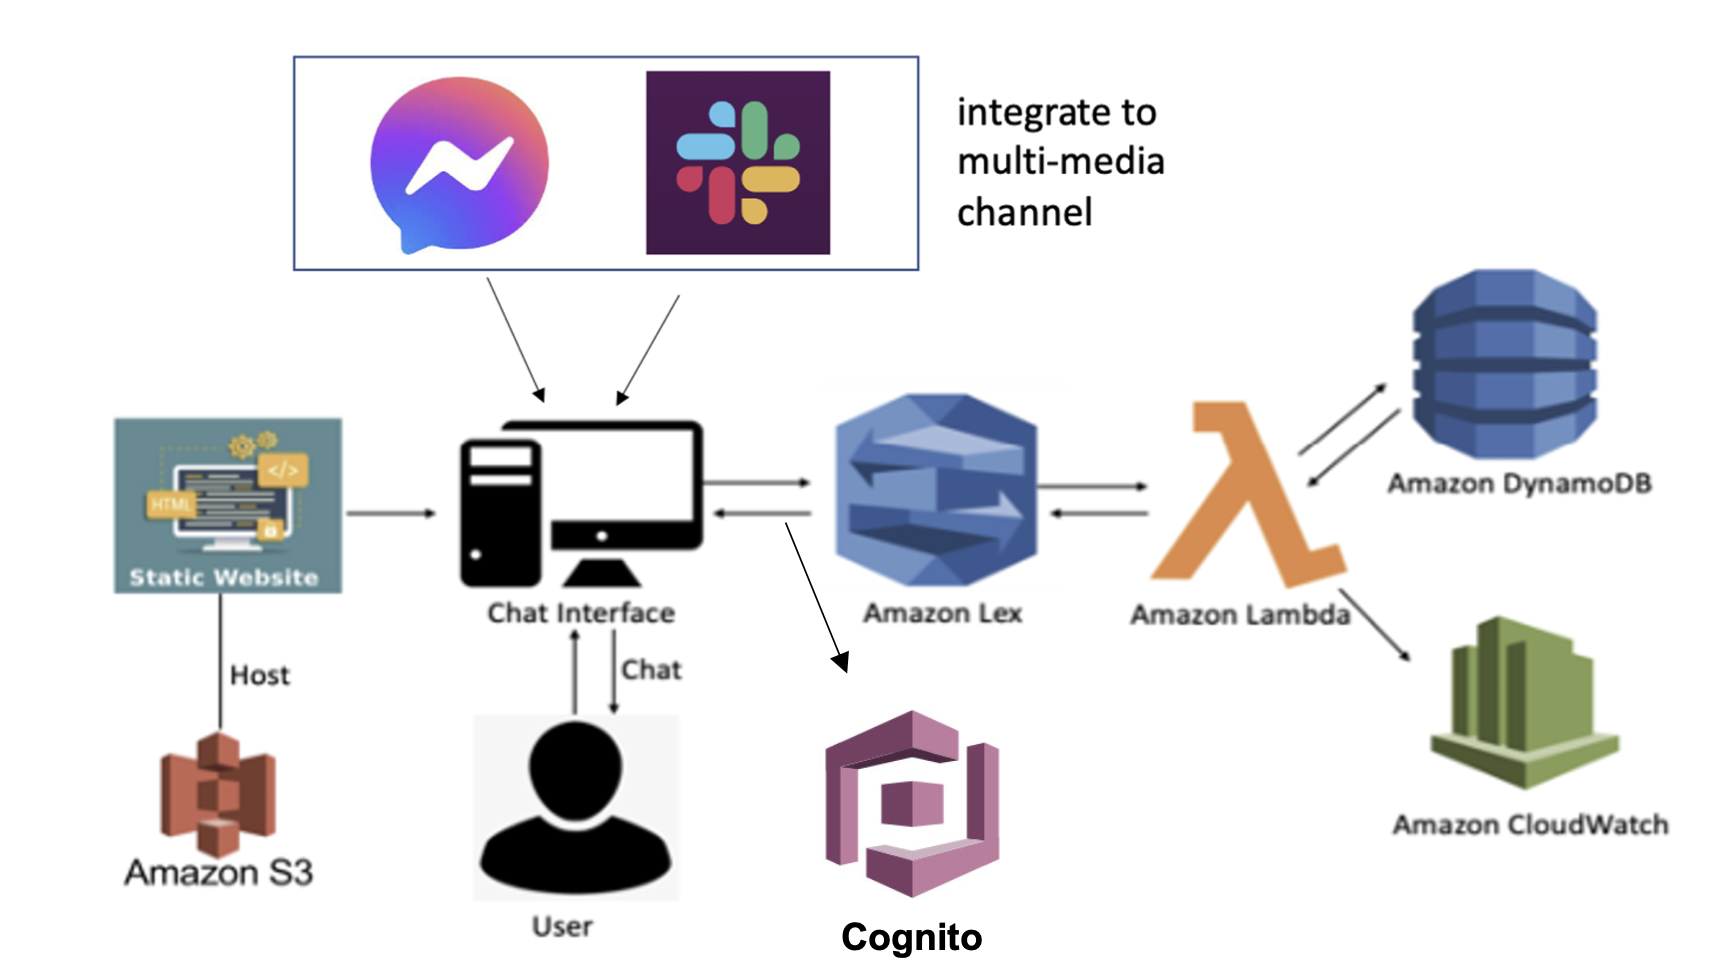 integrate to
multi-media
channel
</>
HTML
Static Website
Host
Amazon S3
Chat Interface
Chat
User
Amazon Lex
Cognito
Amazon Lambda
Amazon DynamoDB
Amazon CloudWatch